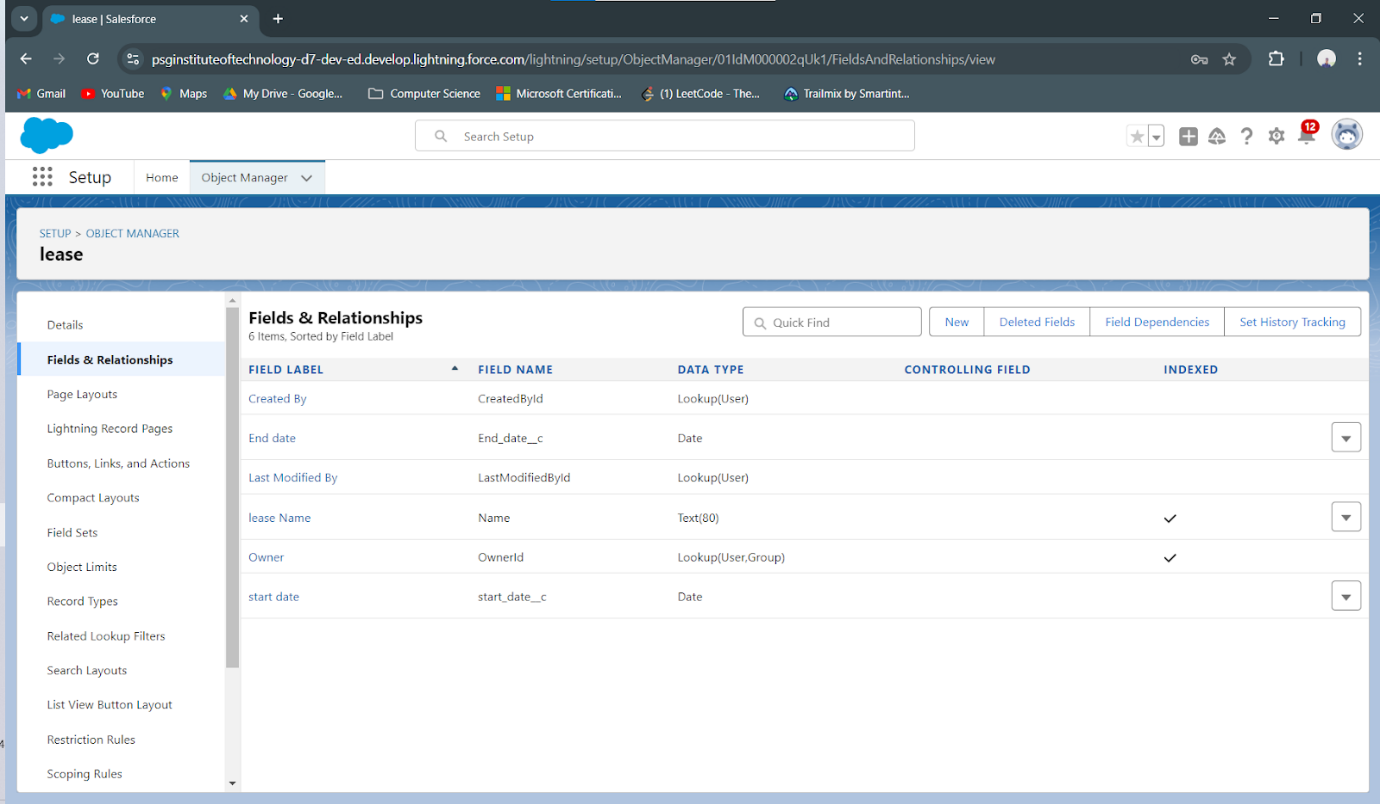 lease | Salesforce
psginstituteoftechnology-d7-dev-ed.develop.lightning.force.com/lightning/setup/ObjectManager/01IdM000002qUk1/FieldsAndRelationships/view
Gmail YouTube Maps My Drive - Google... Computer Science Microsoft Certificati... (1) LeetCode - The... Trailmix by Smartint...
Search Setup
12
Setup Home Object Manager
SETUP > OBJECT MANAGER
lease
Details
Fields & Relationships
Page Layouts
Lightning Record Pages
Buttons, Links, and Actions
Compact Layouts
Field Sets
Object Limits
Record Types
Related Lookup Filters
Search Layouts
List View Button Layout
Restriction Rules
Scoping Rules
Fields & Relationships
6 Items, Sorted by Field Label
Quick Find New Deleted Fields Field Dependencies Set History Tracking
FIELD LABEL FIELD NAME DATA TYPE CONTROLLING FIELD INDEXED
Created By CreatedById Lookup(User)
End date End_date__c Date
Last Modified By LastModifiedById Lookup(User)
lease Name Name Text(80)
Owner OwnerId Lookup(User,Group)
start date start_date__c Date